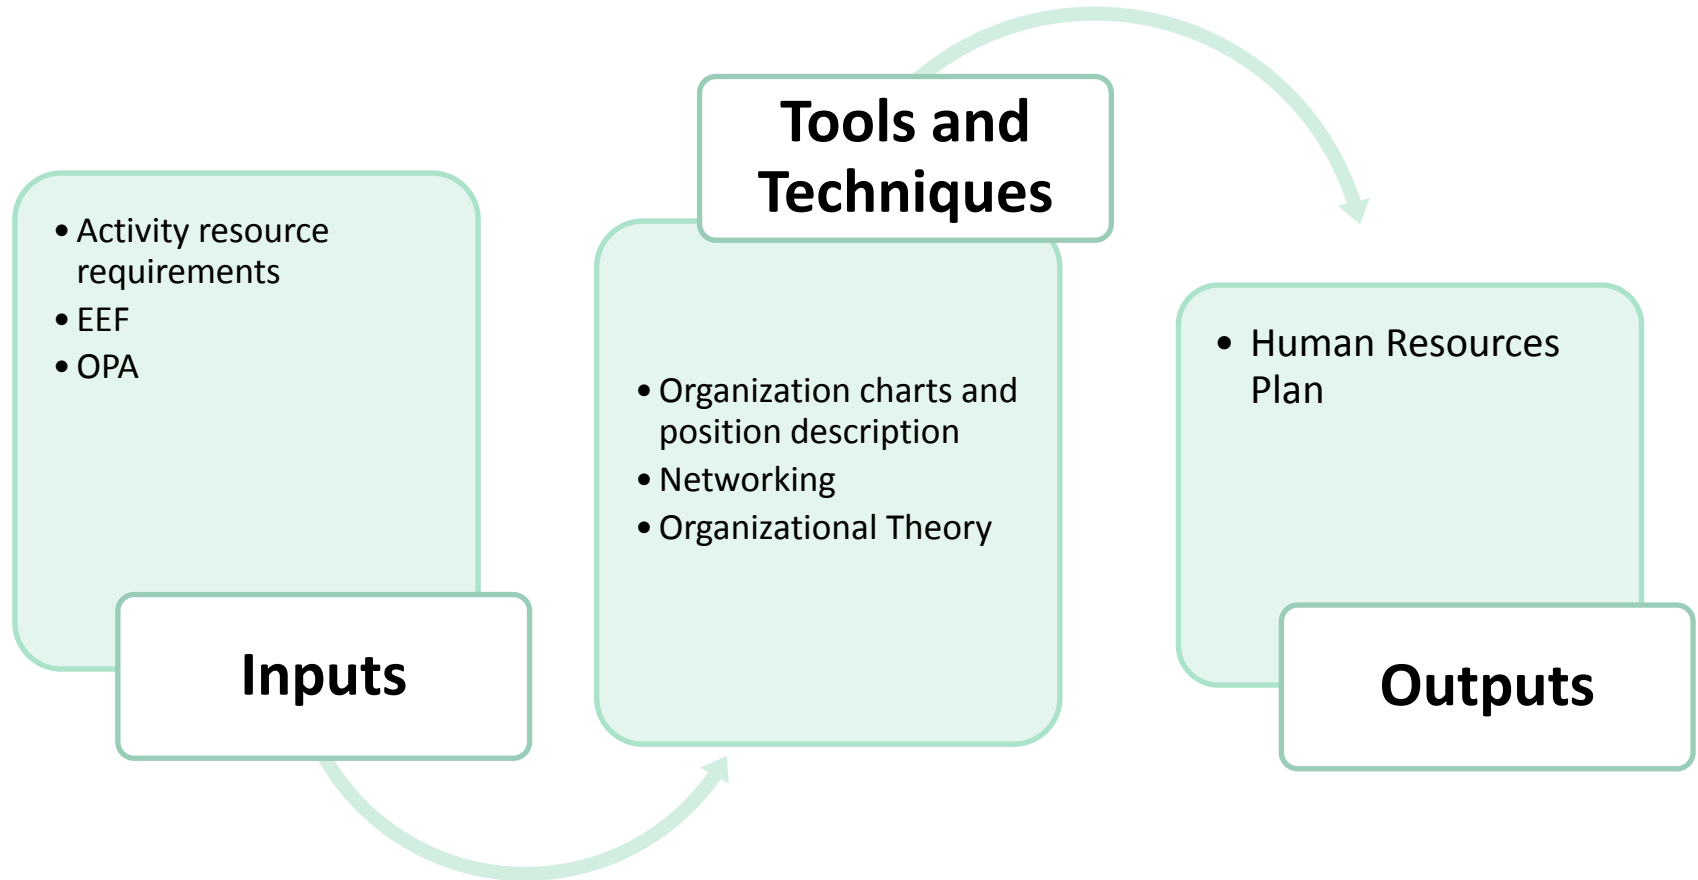 • Activity resource
requirements
• EEF
• OPA
Inputs
Tools and
Techniques
• Organization charts and
position description
• Networking
• Organizational Theory
• Human Resources
Plan
Outputs